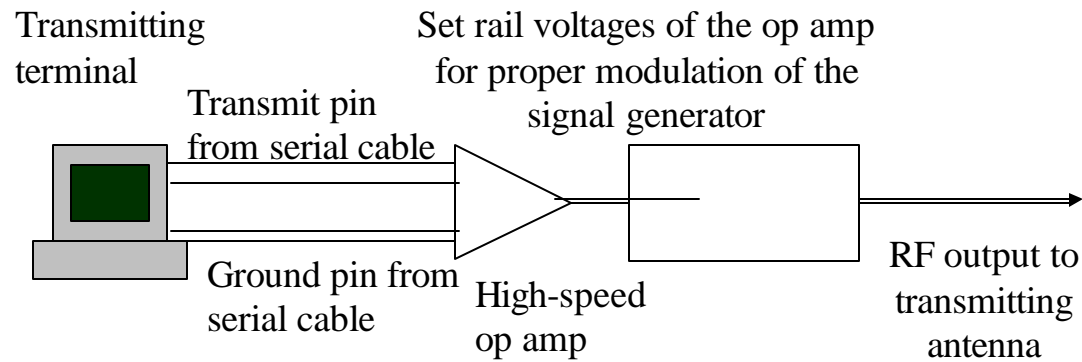 Transmitting
terminal
Set rail voltages of the op amp
for proper modulation of the
signal generator
Transmit pin
from serial cable
Ground pin from
serial cable
High-speed
op amp
RF output to
transmitting
antenna